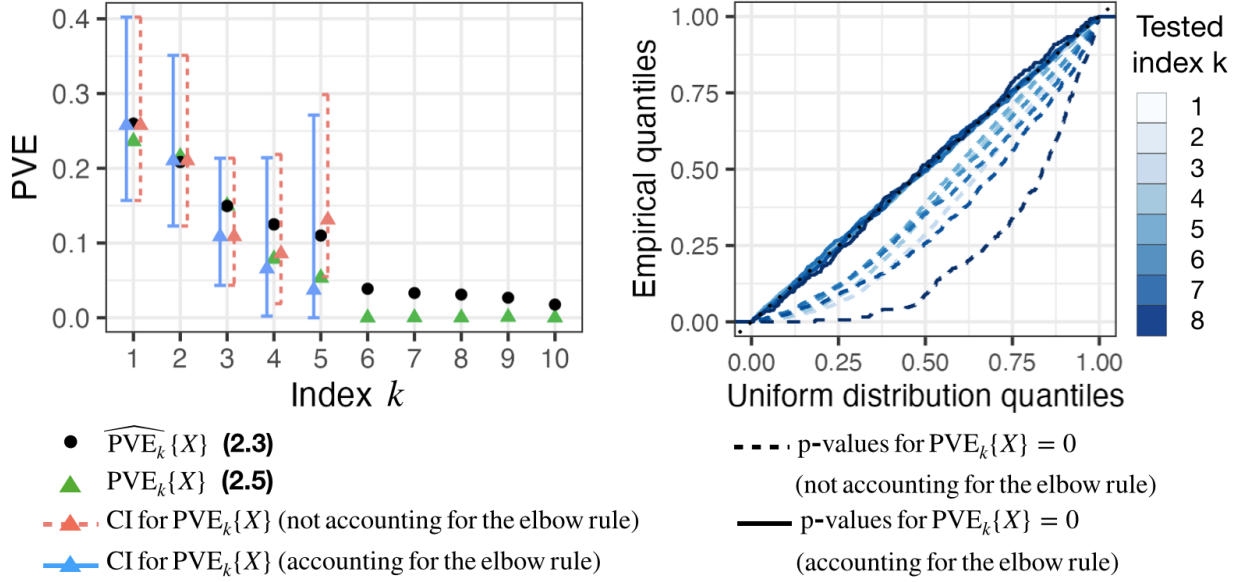 PVE
0.4
0.3
0.2
0.1
0.0
1 2 3 4 5 6 7 8 9 10
Index k
Empirical quantiles
1.00
0.75
0.50
0.25
0.00
0.00 0.25 0.50 0.75 1.00
Uniform distribution quantiles
Tested
index k
1
2
3
4
5
6
7
8
\widehat{PVE_k}{X} (2.3)
PVE_k{X} (2.5)
CI for PVE_k{X} (not accounting for the elbow rule)
CI for PVE_k{X} (accounting for the elbow rule)
p-values for PVE_k{X} = 0
(not accounting for the elbow rule)
p-values for PVE_k{X} = 0
(accounting for the elbow rule)